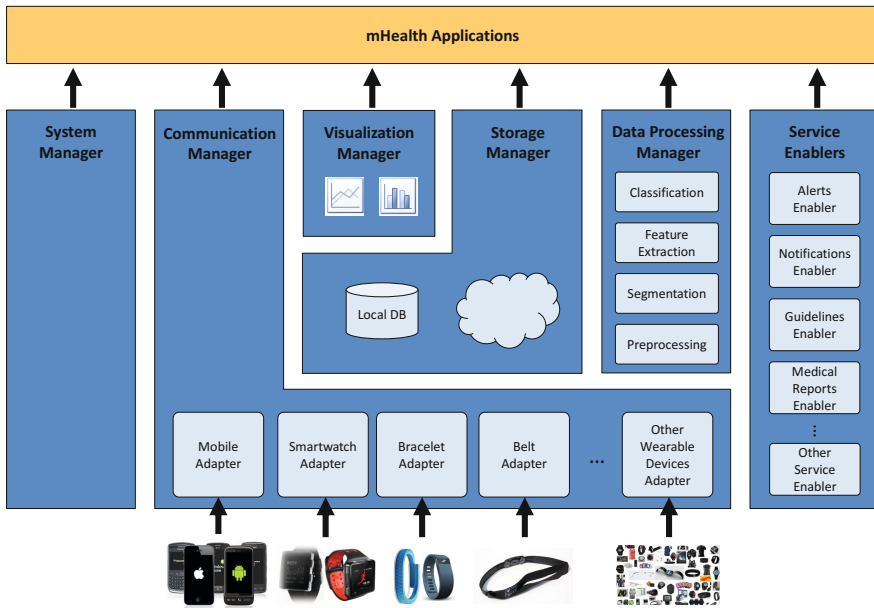 mHealth Applications
System
Manager
Communication
Manager
Visualization
Manager
Storage
Manager
Data Processing
Manager
Service
Enablers
Classification
Feature
Extraction
Segmentation
Preprocessing
Alerts
Enabler
Notifications
Enabler
Guidelines
Enabler
Medical
Reports
Enabler
⋮
Other
Service
Enabler
Local DB
Mobile
Adapter
Smartwatch
Adapter
Bracelet
Adapter
Belt
Adapter
...
Other
Wearable
Devices
Adapter